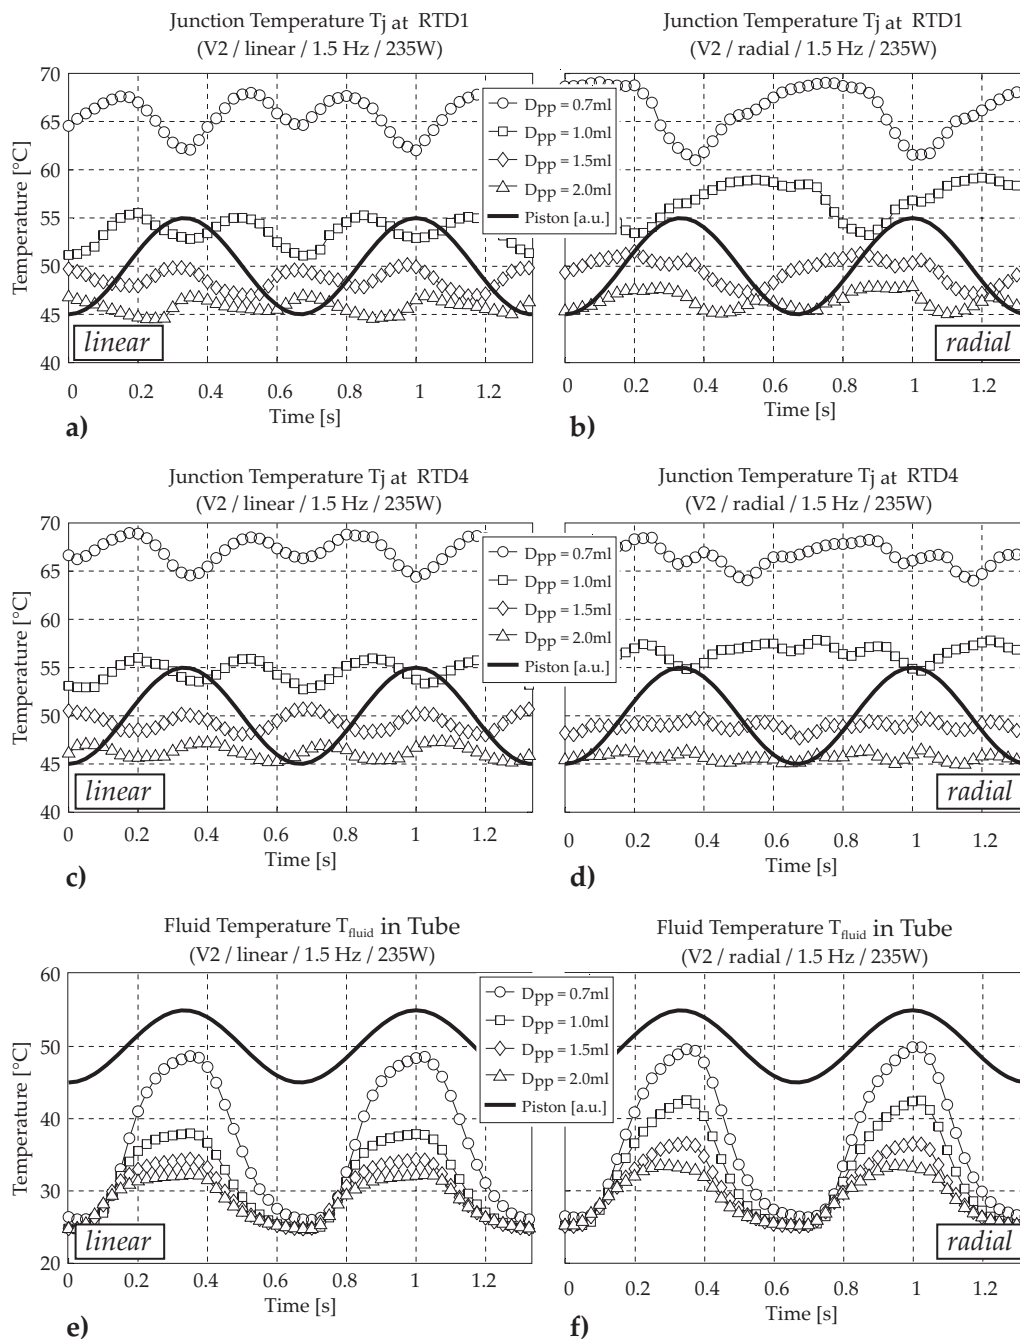 Junction Temperature Tj at RTD1
(V2 / linear / 1.5 Hz / 235W)
Temperature [°C]
70
65
60
55
50
45
40
0
0.2
0.4
0.6
0.8
1
1.2
Time [s]
linear
a)
Dpp = 0.7ml
Dpp = 1.0ml
Dpp = 1.5ml
Dpp = 2.0ml
Piston [a.u.]
Junction Temperature Tj at RTD1
(V2 / radial / 1.5 Hz / 235W)
0
0.2
0.4
0.6
0.8
1
1.2
Time [s]
radial
b)
Junction Temperature Tj at RTD4
(V2 / linear / 1.5 Hz / 235W)
Temperature [°C]
70
65
60
55
50
45
40
0
0.2
0.4
0.6
0.8
1
1.2
Time [s]
linear
c)
Dpp = 0.7ml
Dpp = 1.0ml
Dpp = 1.5ml
Dpp = 2.0ml
Piston [a.u.]
Junction Temperature Tj at RTD4
(V2 / radial / 1.5 Hz / 235W)
0
0.2
0.4
0.6
0.8
1
1.2
Time [s]
radial
d)
Fluid Temperature Tfluid in Tube
(V2 / linear / 1.5 Hz / 235W)
Temperature [°C]
60
50
40
30
20
0
0.2
0.4
0.6
0.8
1
1.2
Time [s]
linear
e)
Dpp = 0.7ml
Dpp = 1.0ml
Dpp = 1.5ml
Dpp = 2.0ml
Piston [a.u.]
Fluid Temperature Tfluid in Tube
(V2 / radial / 1.5 Hz / 235W)
0
0.2
0.4
0.6
0.8
1
1.2
Time [s]
radial
f)